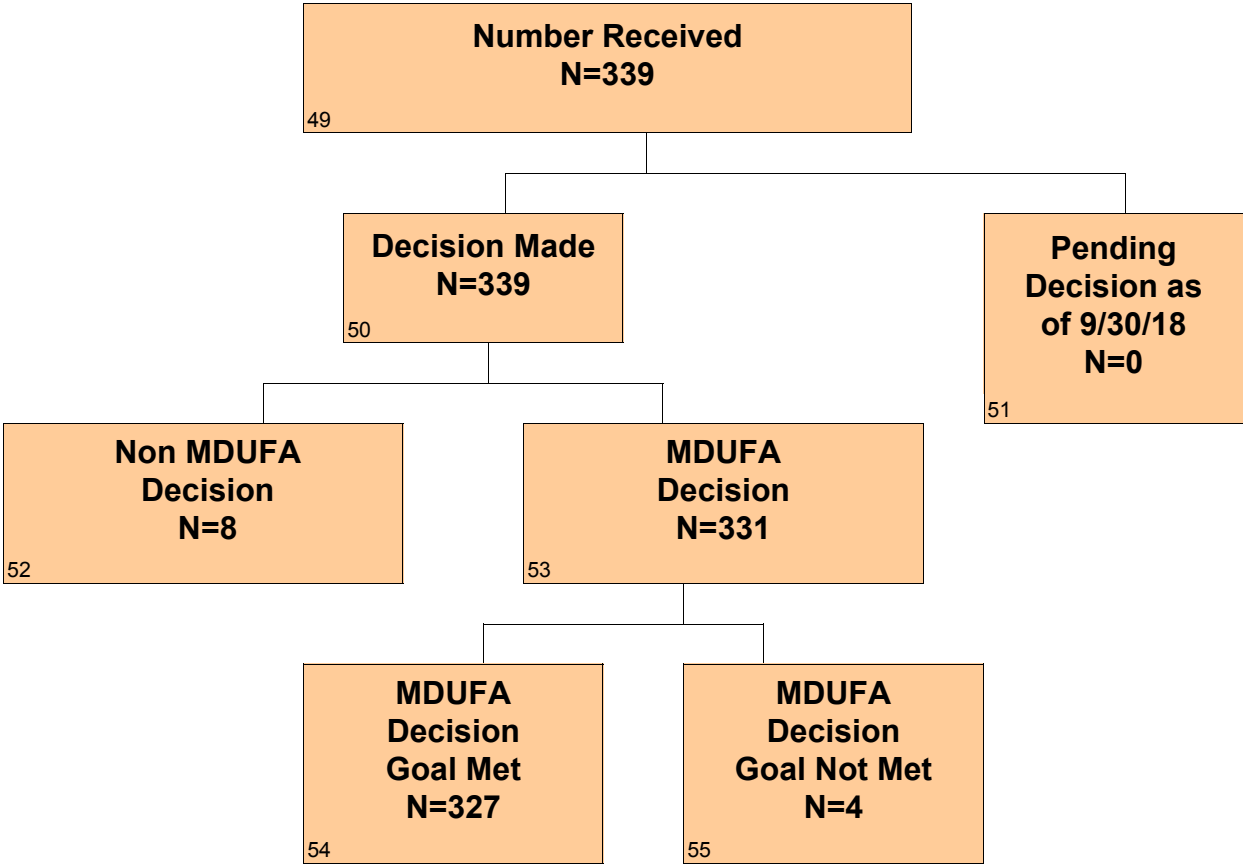 Number Received
N=339
49
Decision Made
N=339
50
Pending
Decision as
of 9/30/18
N=0
51
Non MDUFA
Decision
N=8
52
MDUFA
Decision
N=331
53
MDUFA
Decision
Goal Met
N=327
54
MDUFA
Decision
Goal Not Met
N=4
55